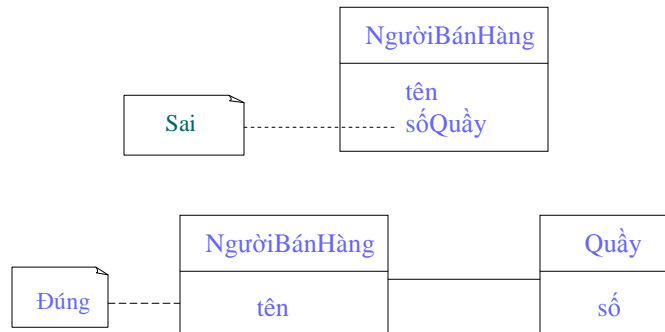 NgườiBánHàng
tên
sốQuầy
Sai
NgườiBánHàng
Quầy
Đúng
tên
số